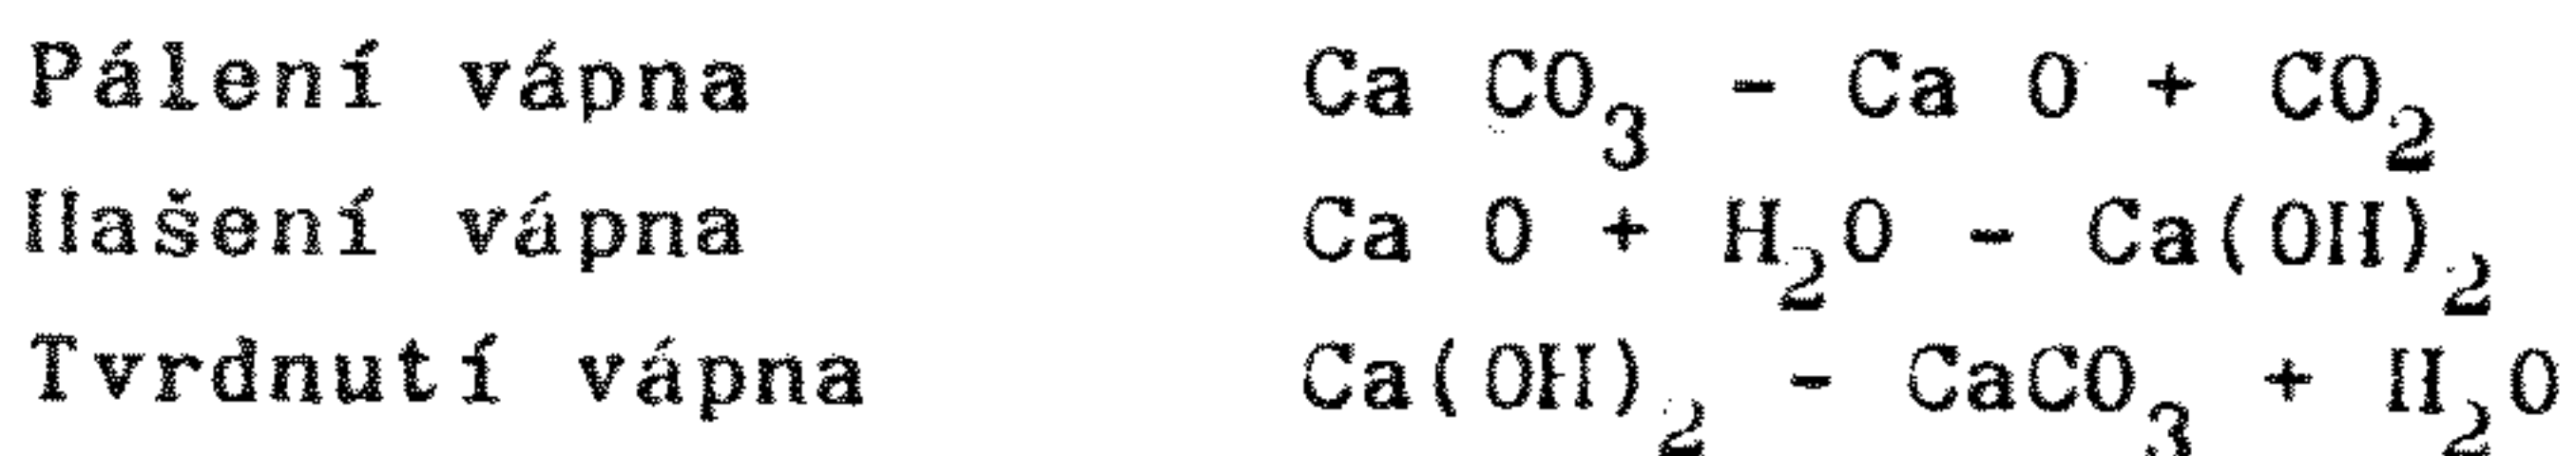 Pálení vápna Ca CO₃ - Ca O + CO₂
Hašení vápna Ca O + H₂O - Ca(OH)₂
Tvrdnutí vápna Ca(OH)₂ - CaCO₃ + H₂O